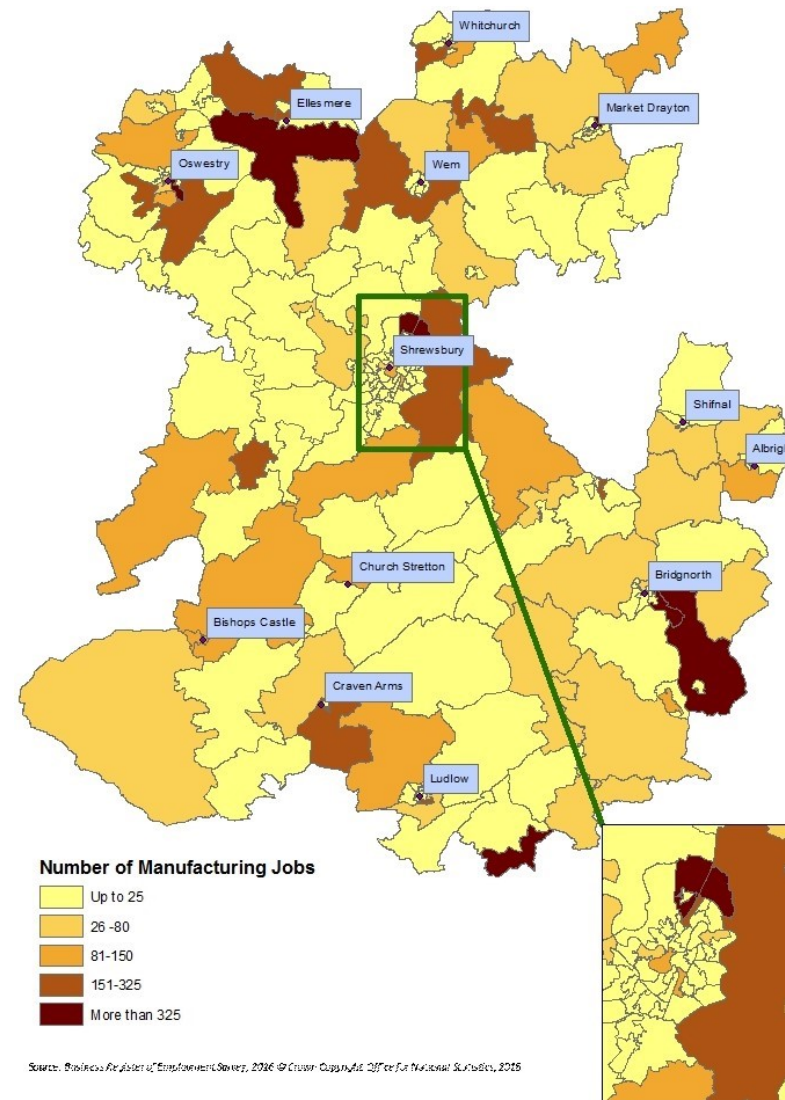 Whitchurch
Ellesmere
Market Drayton
Oswestry
Wem
Shrewsbury
Shifnal
Albrig
Church Stretton
Bridgnorth
Bishops Castle
Craven Arms
Ludlow
Number of Manufacturing Jobs
Up to 25
26 -80
81-150
151-325
More than 325
Source: Business Register of Employment Survey, 2016 © Crown Copyright, Office for National Statistics, 2016